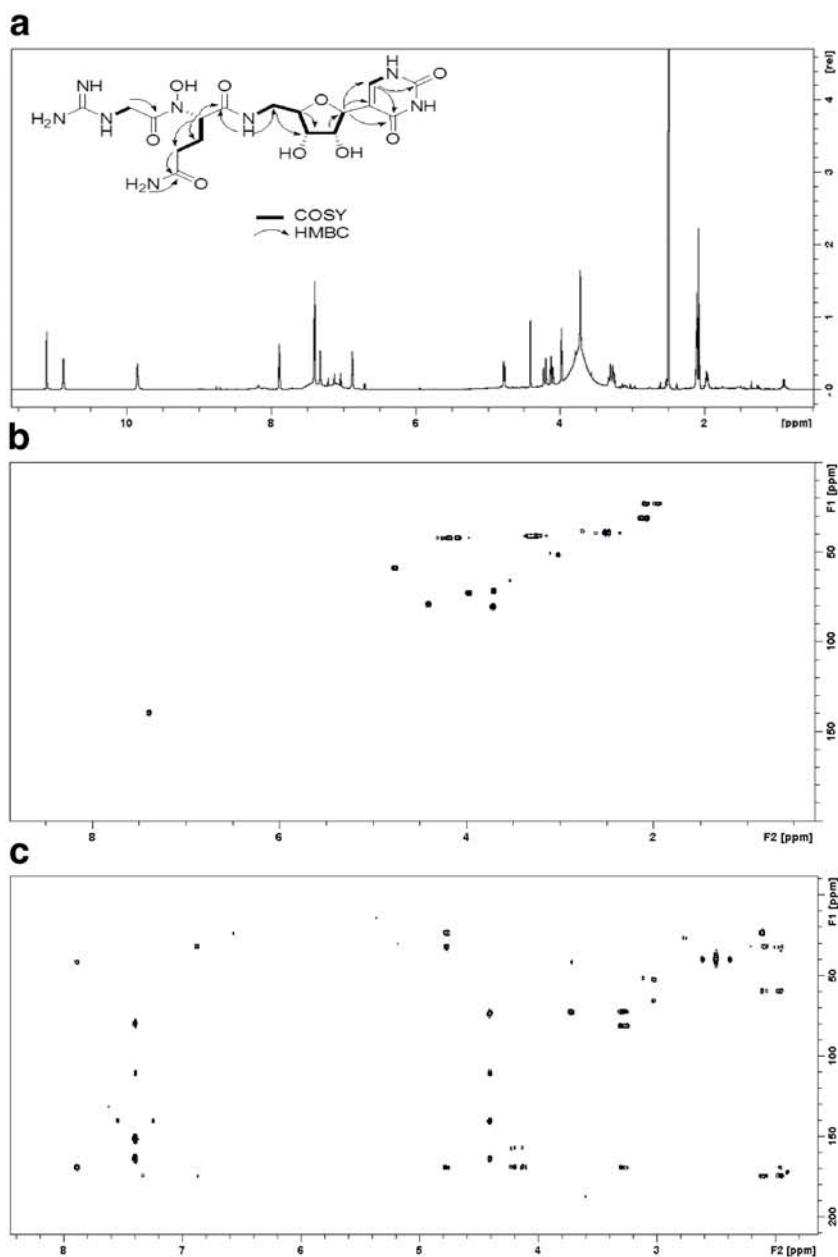 a
NH
OH
H₂N
N
H
N
O
O
N
H
O
H
N
O
NH
O
HO
OH
H₂N
O
COSY
HMBC
[rel]
4
3
2
1
0
10
8
6
4
2
[ppm]
b
F1 [ppm]
50
100
150
8
6
4
2
F2 [ppm]
c
F1 [ppm]
50
100
150
200
8
7
6
5
4
3
F2 [ppm]